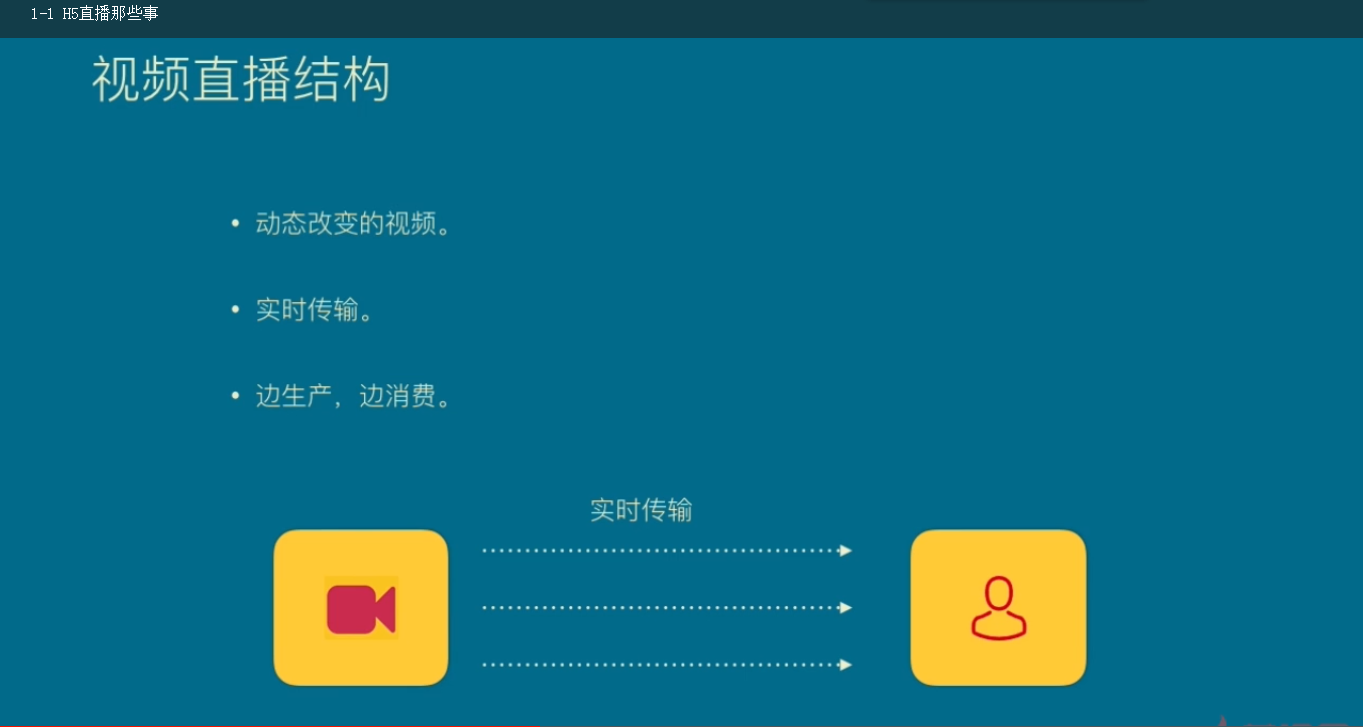 1-1 H5直播那些事
视频直播结构
• 动态改变的视频。
• 实时传输。
• 边生产，边消费。
实时传输